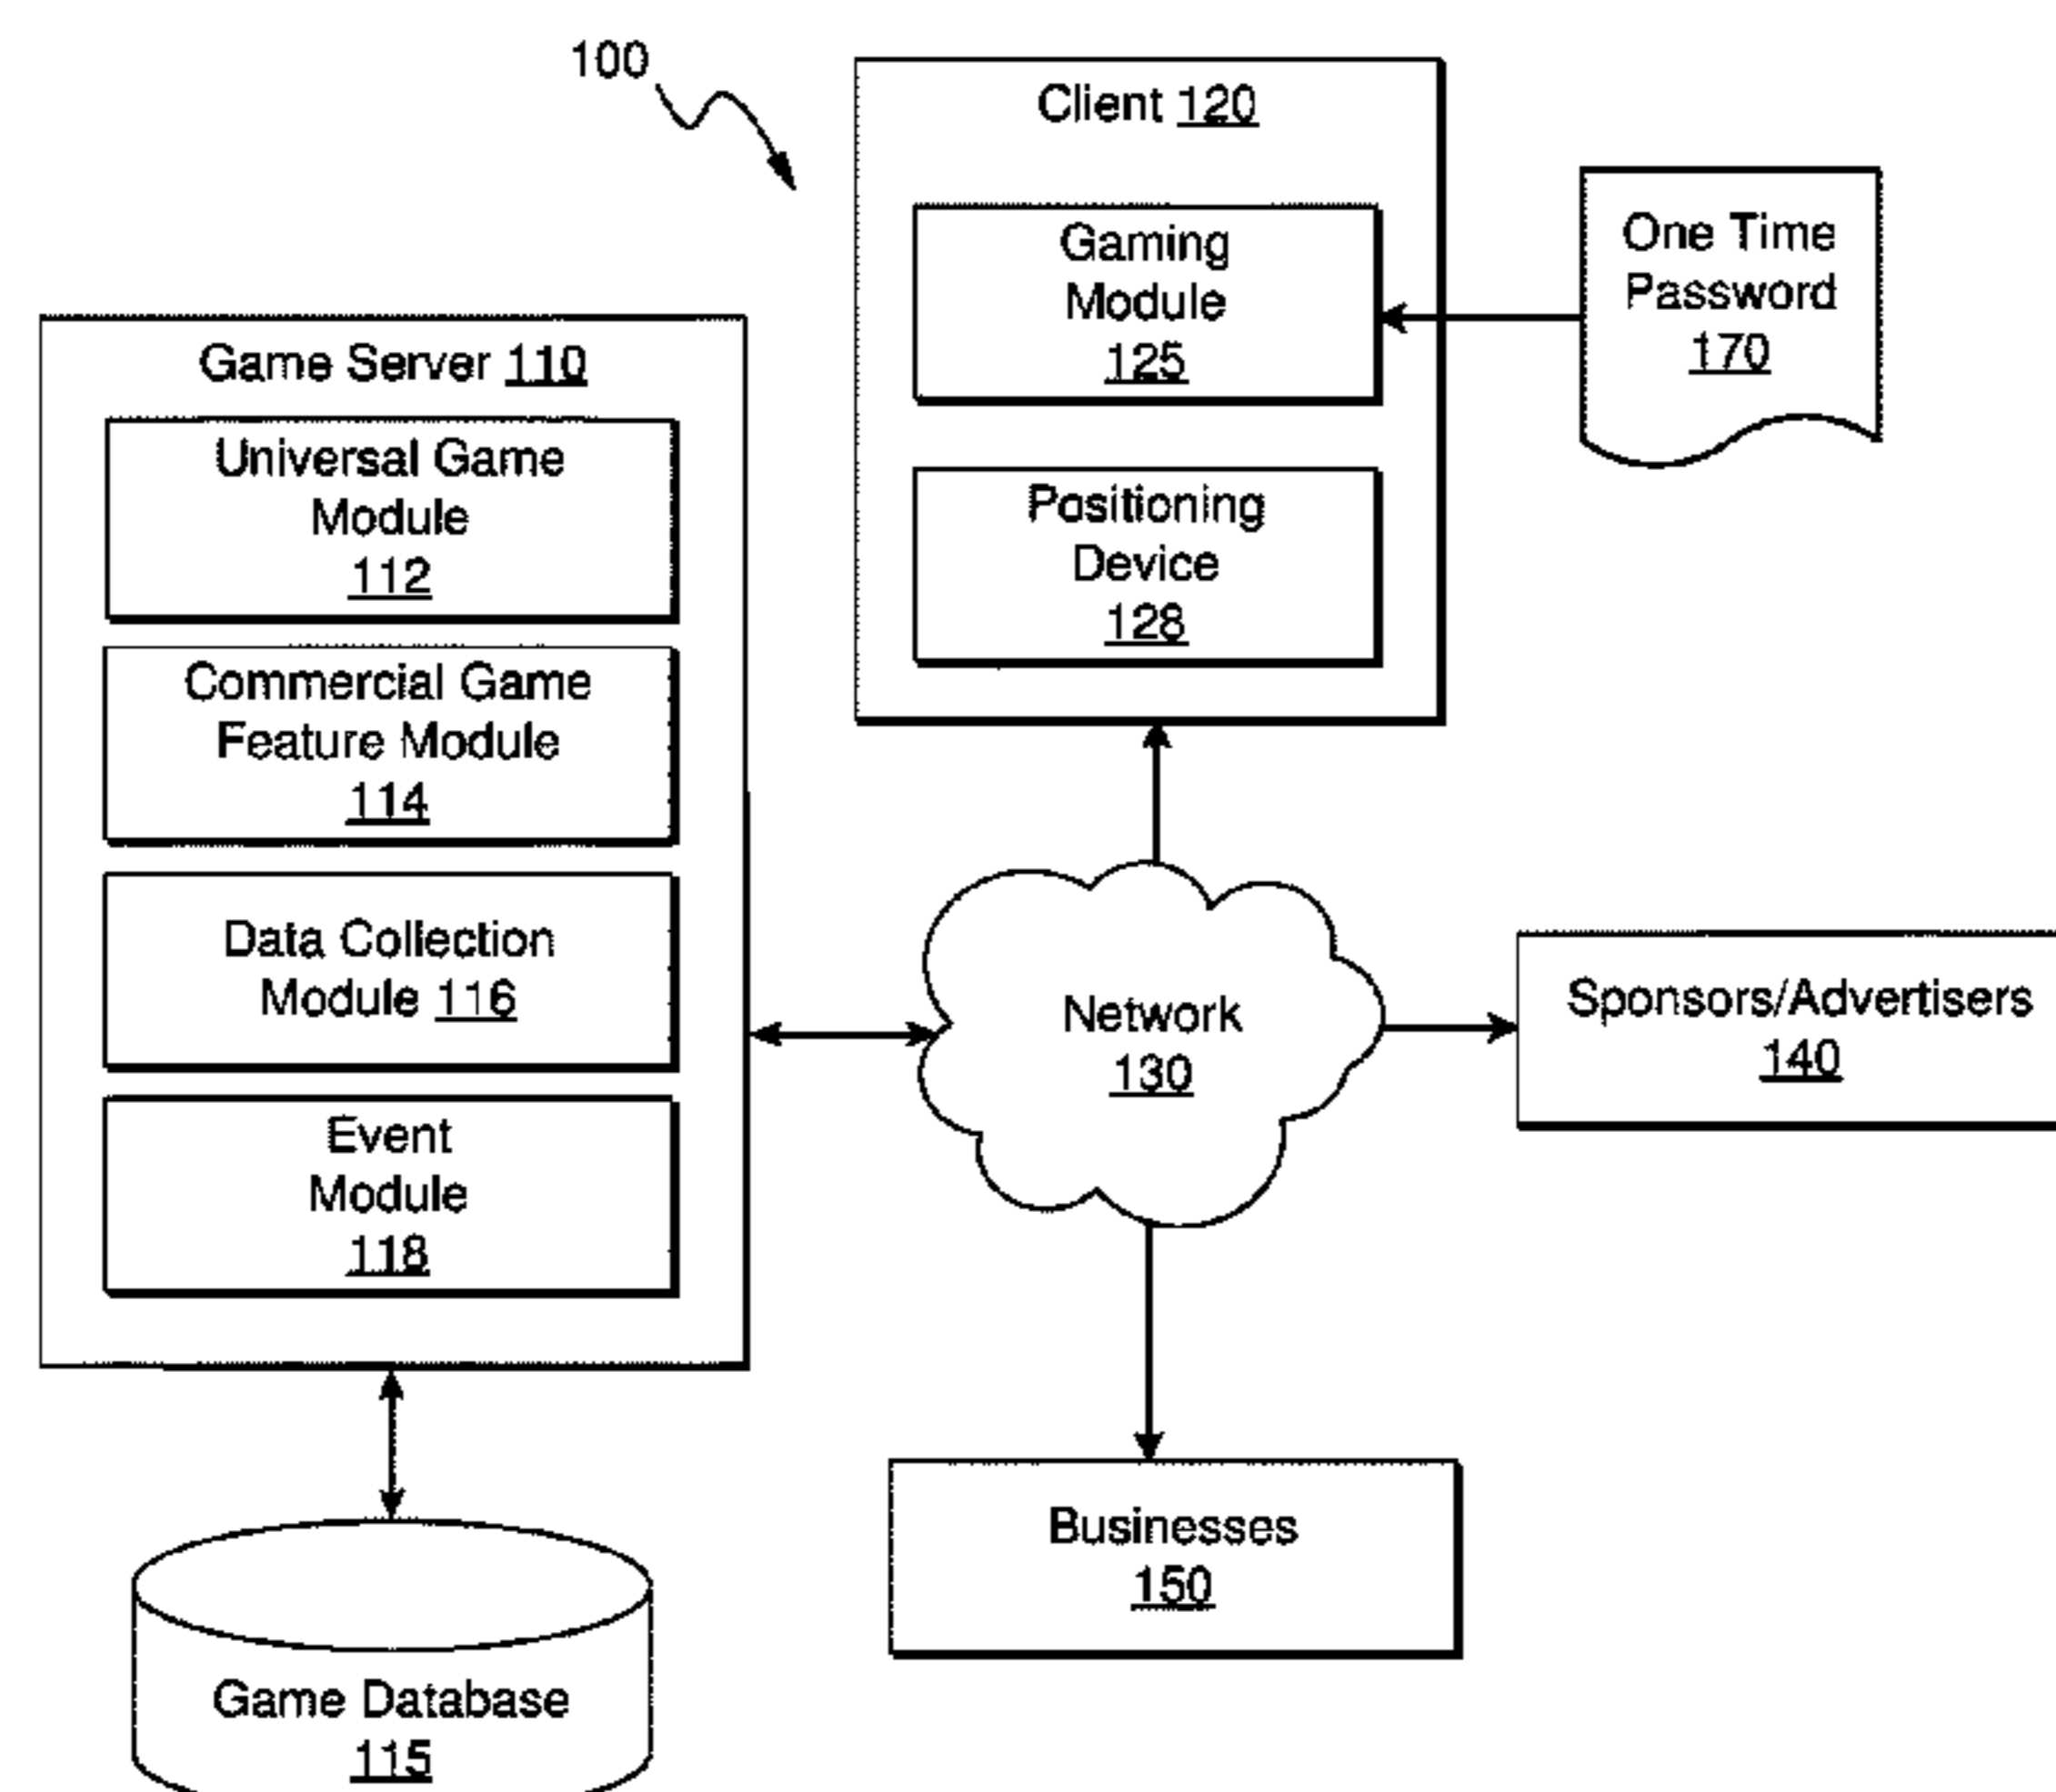 100
Client 120
Gaming
Module
125
Positioning
Device
128
One Time
Password
170
Game Server 110
Universal Game
Module
112
Commercial Game
Feature Module
114
Data Collection
Module 116
Event
Module
118
Network
130
Sponsors/Advertisers
140
Businesses
150
Game Database
115